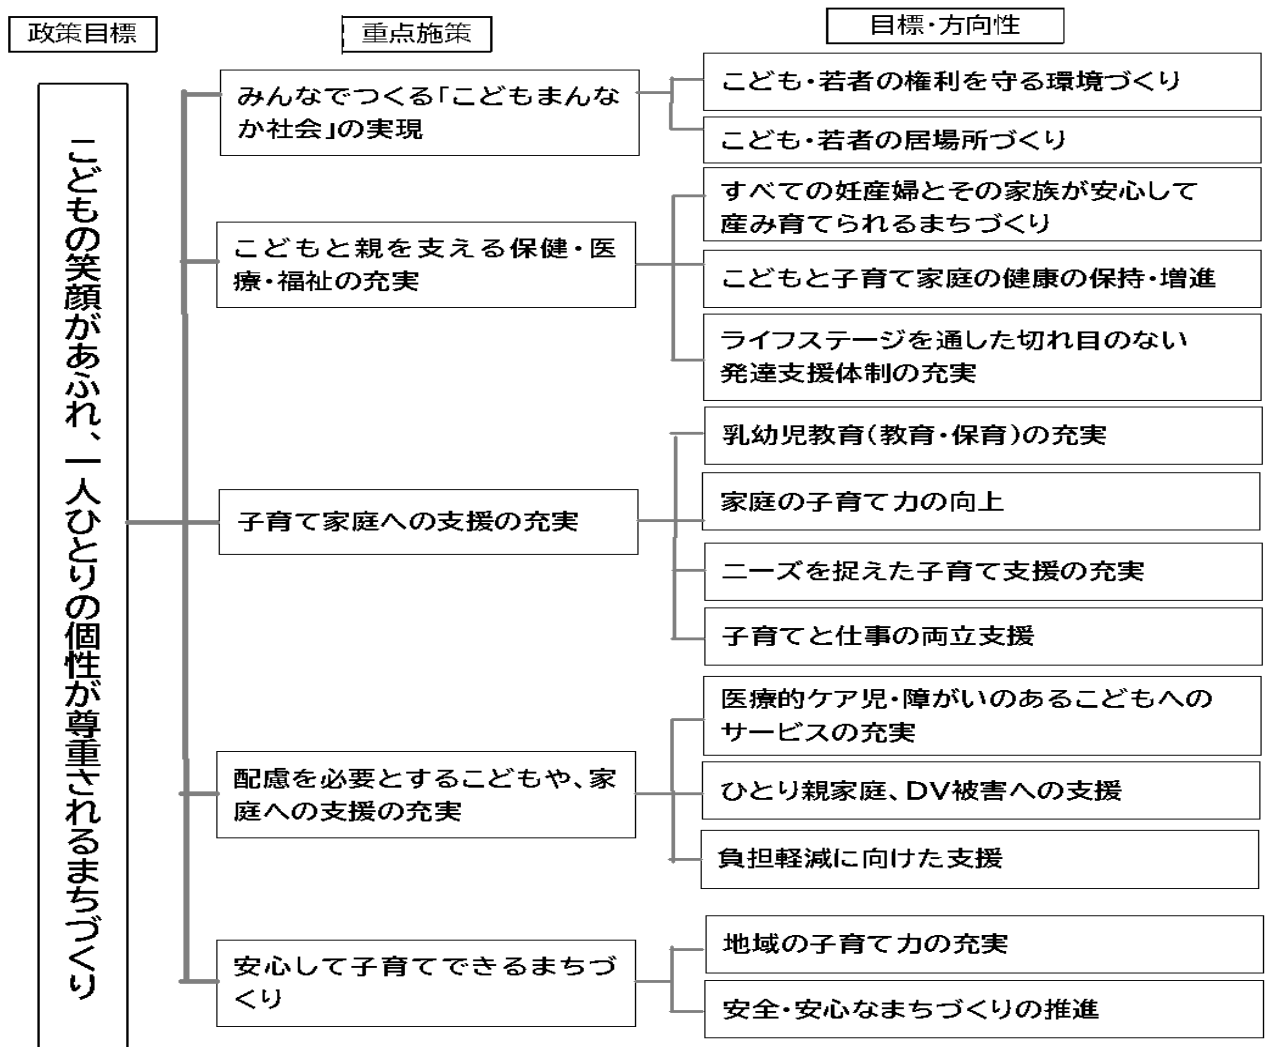 政策目標
重点施策
目標・方向性
こどもの笑顔があふれ、一人ひとりの個性が尊重されるまちづくり
みんなでつくる「こどもまんな
か社会」の実現
こども・若者の権利を守る環境づくり
こども・若者の居場所づくり
こどもと親を支える保健・医
療・福祉の充実
すべての妊産婦とその家族が安心して
産み育てられるまちづくり
こどもと子育て家庭の健康の保持・増進
ライフステージを通した切れ目のない
発達支援体制の充実
子育て家庭への支援の充実
乳幼児教育(教育・保育)の充実
家庭の子育て力の向上
ニーズを捉えた子育て支援の充実
子育てと仕事の両立支援
配慮を必要とするこどもや、家
庭への支援の充実
医療的ケア児・障がいのあるこどもへの
サービスの充実
ひとり親家庭、DV被害への支援
負担軽減に向けた支援
安心して子育てできるまちづ
くり
地域の子育て力の充実
安全・安心なまちづくりの推進